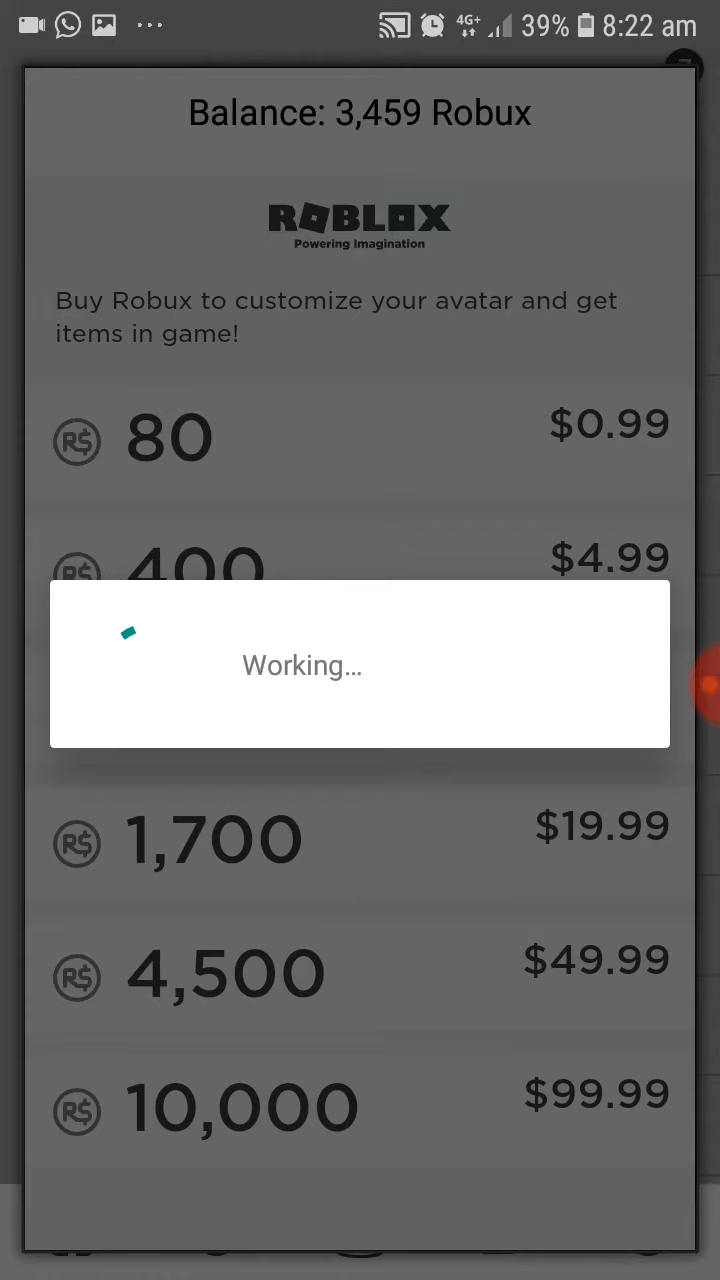 4G+ 39% 8:22 am
Balance: 3,459 Robux
ROBLOX
Powering Imagination
Buy Robux to customize your avatar and get
items in game!
R$ 80 $0.99
R$ 400 $4.99
Working...
R$ 1,700 $19.99
R$ 4,500 $49.99
R$ 10,000 $99.99